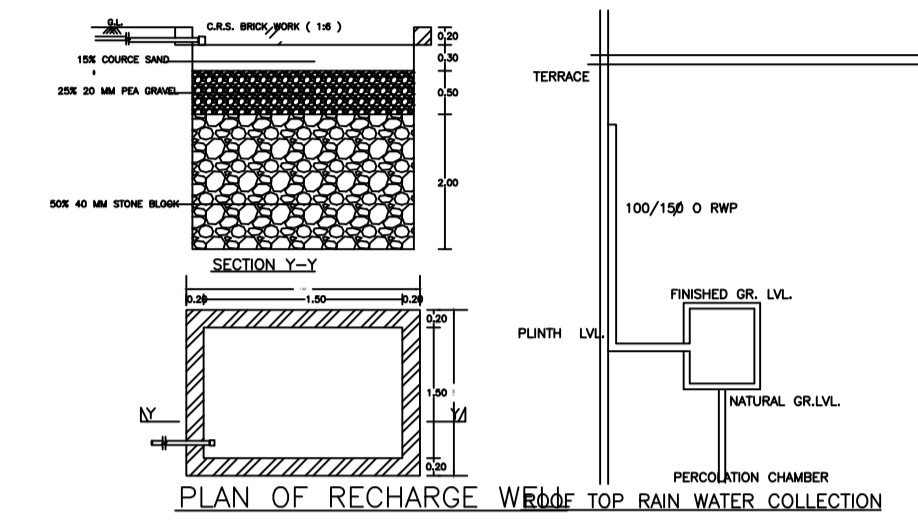 G.L.
C.R.S. BRICK WORK ( 1:6 )
0.20
0.30
15% COURCE SAND
25% 20 MM PEA GRAVEL
0.50
2.00
50% 40 MM STONE BLOCK
SECTION Y-Y
0.20 1.50 0.20
0.20
1.50
Y Y
0.20
PLAN OF RECHARGE WELL
TERRACE
100/150 O RWP
FINISHED GR. LVL.
PLINTH LVL.
NATURAL GR.LVL.
PERCOLATION CHAMBER
ROOF TOP RAIN WATER COLLECTION